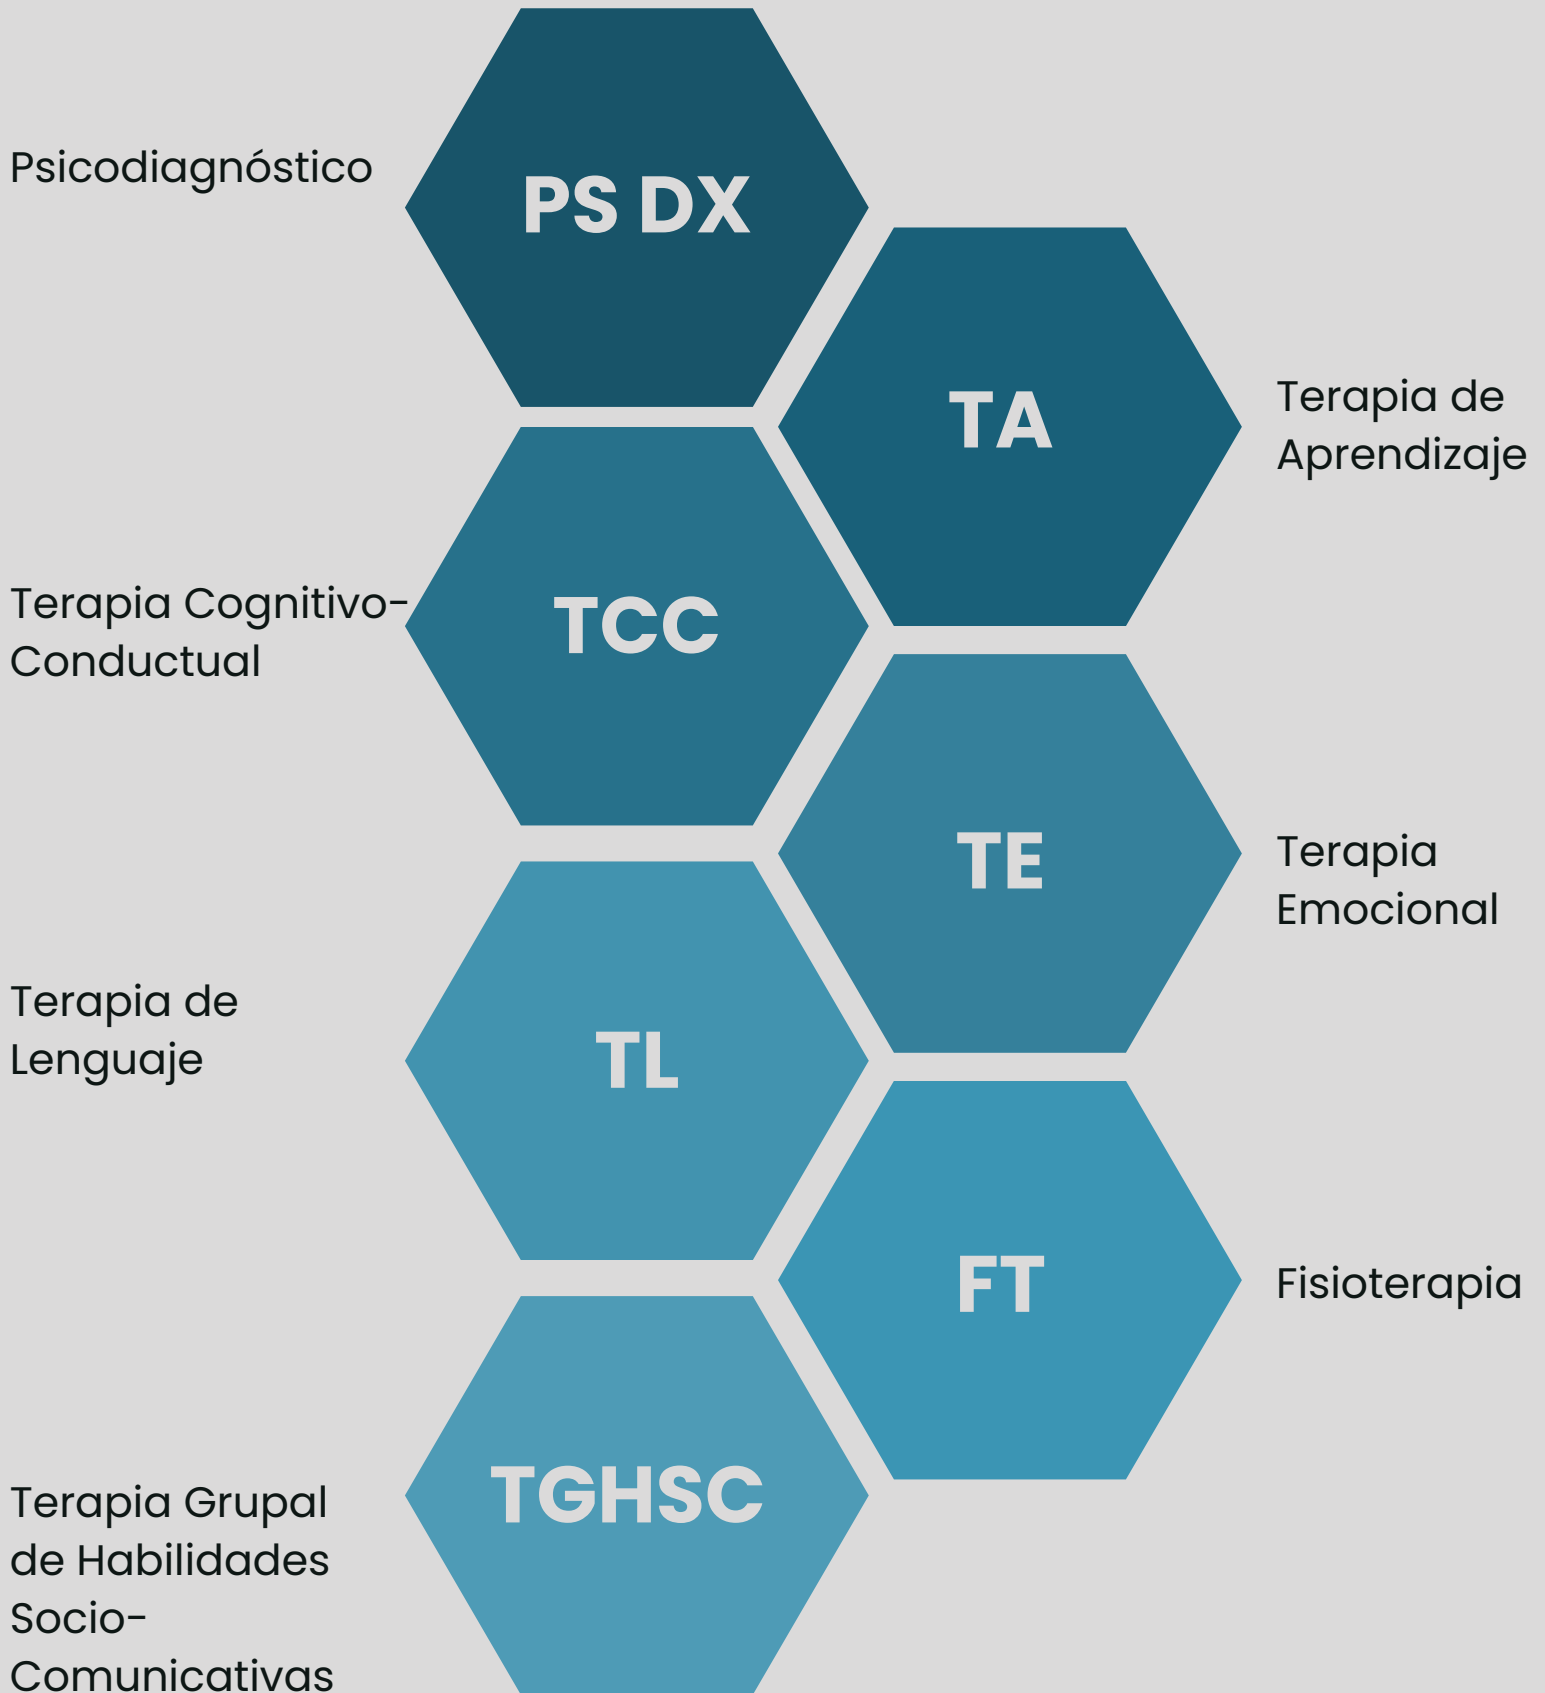 Psicodiagnóstico
PS DX
TA
Terapia de
Aprendizaje
Terapia Cognitivo-
Conductual
TCC
TE
Terapia
Emocional
Terapia de
Lenguaje
TL
FT
Fisioterapia
TGHSC
Terapia Grupal
de Habilidades
Socio-
Comunicativas